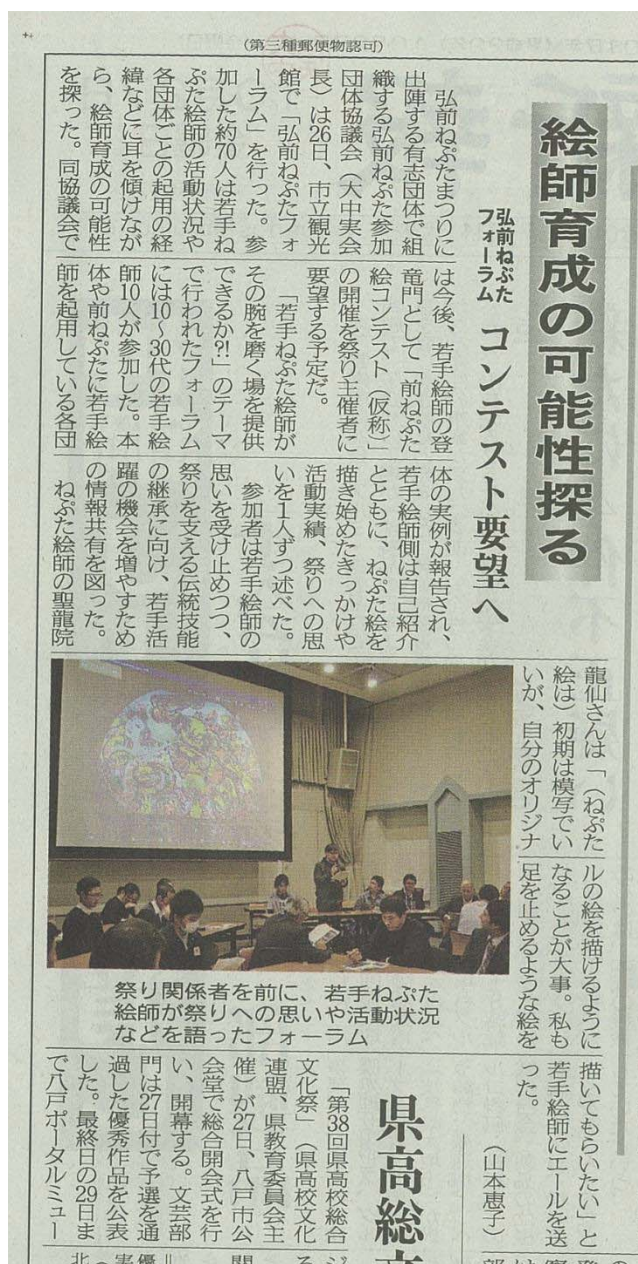 （第三種郵便物認可）
絵師育成の可能性探る
弘前ねぷた
フォーラム
コンテスト要望へ
弘前ねぷたまつりに
出陣する有志団体で組
織する弘前ねぷた参加
団体協議会（大中実会
長）は26日、市立観光
館で「弘前ねぷたフォ
ーラム」を行った。参
加した約70人は若手ね
ぷた絵師の活動状況や
各団体ごとの起用の経
緯などに耳を傾けなが
ら、絵師育成の可能性
を探った。同協議会で
は今後、若手絵師の登
竜門として「前ねぷた
絵コンテスト（仮称）」
の開催を祭り主催者に
要望する予定だ。
「若手ねぷた絵師が
その腕を磨く場を提供
できるか?!」のテーマ
で行われたフォーラム
には10～30代の若手絵
師10人が参加した。本
体や前ねぷたに若手絵
師を起用している各団
体の実例が報告され、
若手絵師側は自己紹介
とともに、ねぷた絵を
描き始めたきっかけや
活動実績、祭りへの思
いを1人ずつ述べた。
参加者は若手絵師の
思いを受け止めつつ、
祭りを支える伝統技能
の継承に向け、若手活
躍の機会を増やすため
の情報共有を図った。
ねぷた絵師の聖龍院
龍仙さんは「（ねぷた
絵は）初期は模写でい
いが、自分のオリジナ
ルの絵を描けるように
なることが大事。私も
足を止めるような絵を
描いてもらいたい」と
若手絵師にエールを送
った。
（山本恵子）
祭り関係者を前に、若手ねぷた
絵師が祭りへの思いや活動状況
などを語ったフォーラム
県高総
「第38回県高校総合
文化祭」（県高校文化
連盟、県教育委員会主
催）が27日、八戸市公
会堂で総合開会式を行
い、開幕する。文芸部
門は27日付で予選を通
過した優秀作品を公表
した。最終日の29日ま
で八戸ポータルミュー